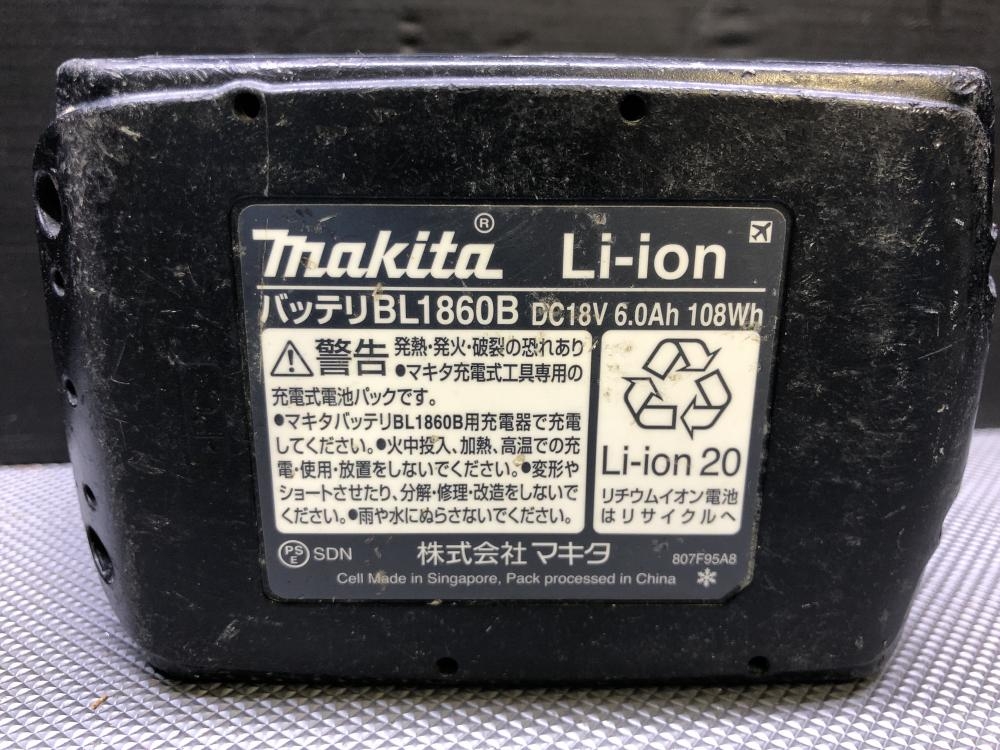 makita® Li-ion
バッテリBL1860B DC18V 6.0Ah 108Wh
警告 発熱・発火・破裂の恐れあり
●マキタ充電式工具専用の
充電式電池パックです。
●マキタバッテリBL1860B用充電器で充電
してください。●火中投入、加熱、高温での充
電・使用・放置をしないでください。●変形や
ショートさせたり、分解・修理・改造をしないで
ください。●雨や水にぬらさないでください。
Li-ion 20
リチウムイオン電池
はリサイクルへ
PSE SDN 株式会社 マキタ 807F95A8
Cell Made in Singapore, Pack processed in China